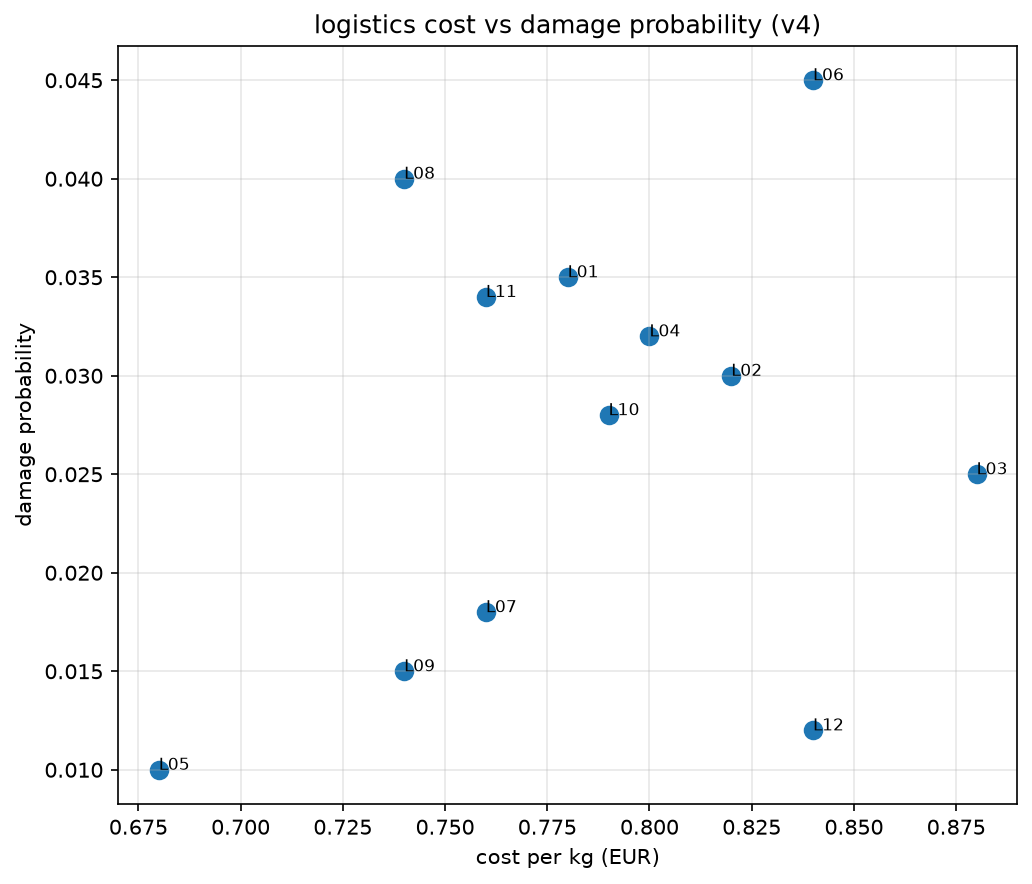 logistics cost vs damage probability (v4)
0.045
0.040
0.035
0.030
0.025
0.020
0.015
0.010
damage probability
L06
L08
L01
L11
L04
L02
L10
L03
L07
L09
L12
L05
0.675 0.700 0.725 0.750 0.775 0.800 0.825 0.850 0.875
cost per kg (EUR)